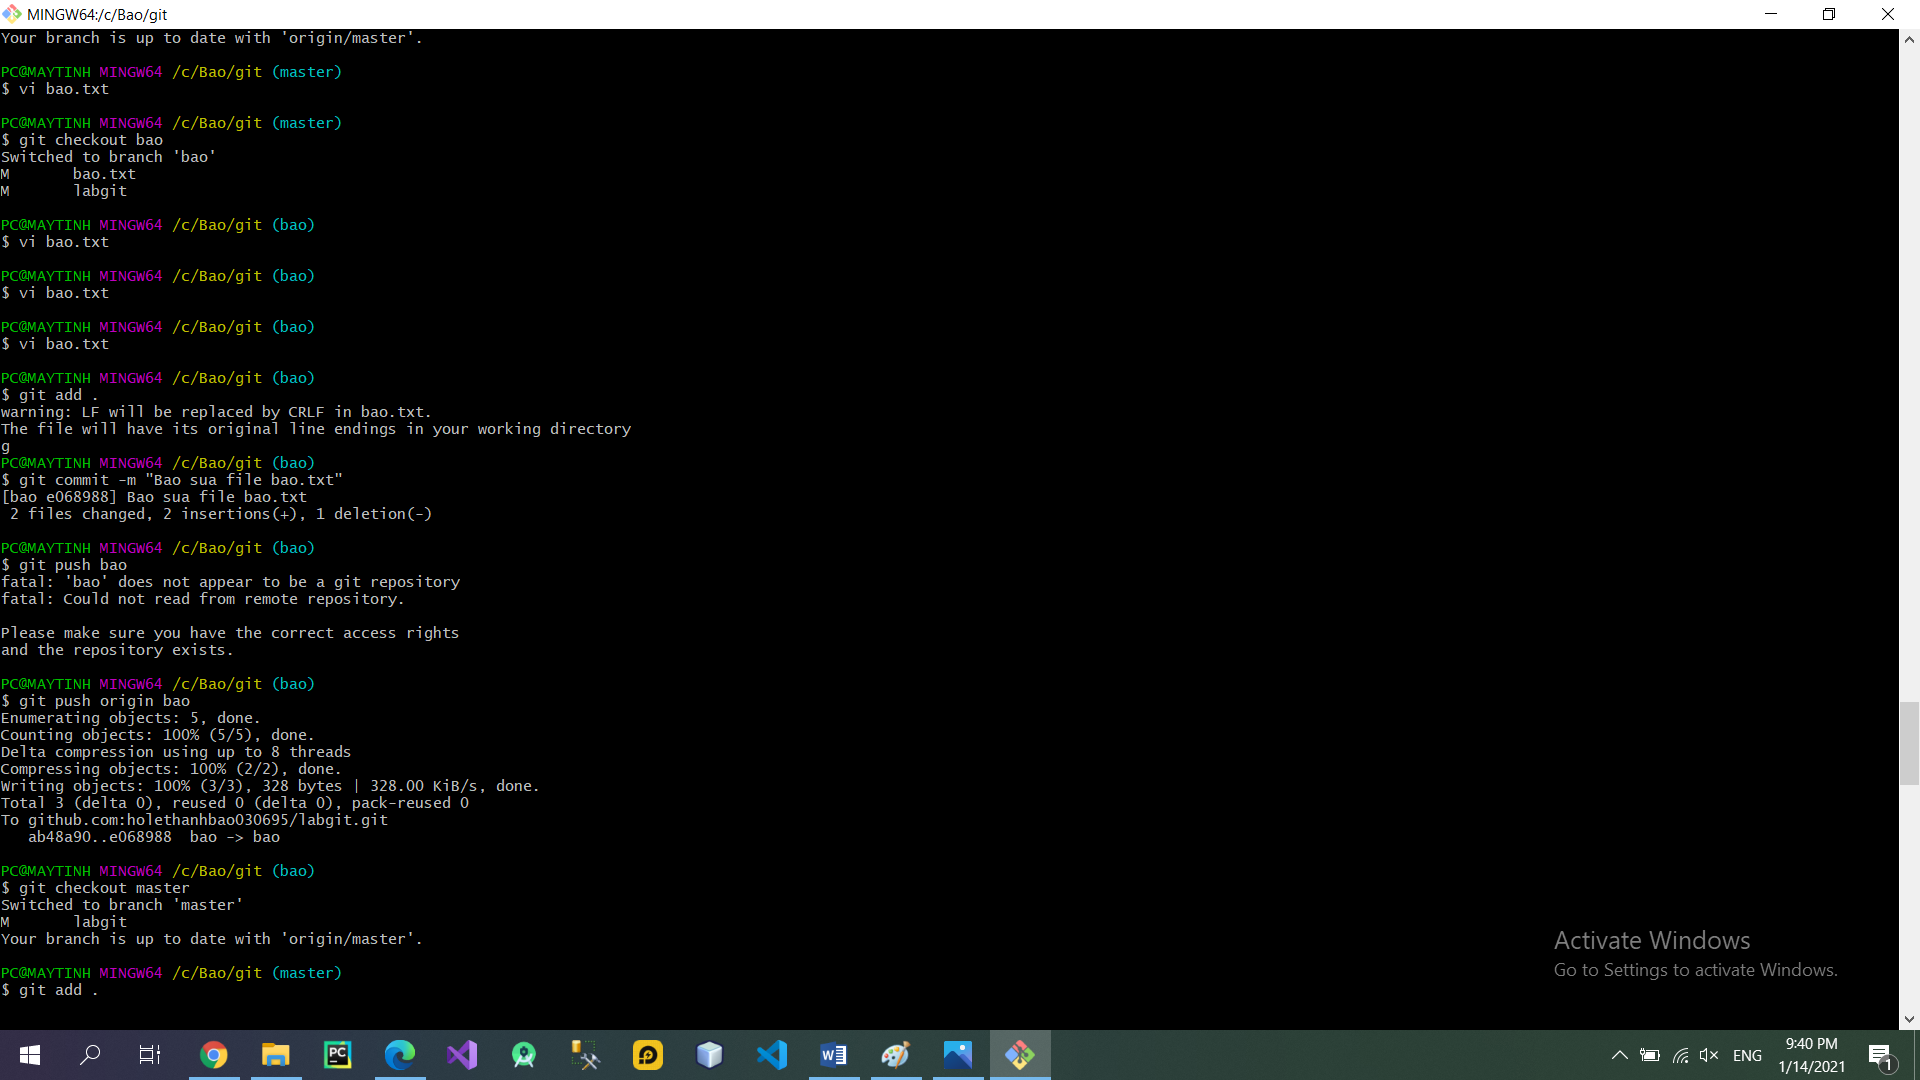 MINGW64:/c/Bao/git
Your branch is up to date with 'origin/master'.
PC@MAYTINH MINGW64 /c/Bao/git (master)
$ vi bao.txt
PC@MAYTINH MINGW64 /c/Bao/git (master)
$ git checkout bao
Switched to branch 'bao'
M       bao.txt
M       labgit
PC@MAYTINH MINGW64 /c/Bao/git (bao)
$ vi bao.txt
PC@MAYTINH MINGW64 /c/Bao/git (bao)
$ vi bao.txt
PC@MAYTINH MINGW64 /c/Bao/git (bao)
$ vi bao.txt
PC@MAYTINH MINGW64 /c/Bao/git (bao)
$ git add .
warning: LF will be replaced by CRLF in bao.txt.
The file will have its original line endings in your working directory
g
PC@MAYTINH MINGW64 /c/Bao/git (bao)
$ git commit -m "Bao sua file bao.txt"
[bao e068988] Bao sua file bao.txt
 2 files changed, 2 insertions(+), 1 deletion(-)
PC@MAYTINH MINGW64 /c/Bao/git (bao)
$ git push bao
fatal: 'bao' does not appear to be a git repository
fatal: Could not read from remote repository.
Please make sure you have the correct access rights
and the repository exists.
PC@MAYTINH MINGW64 /c/Bao/git (bao)
$ git push origin bao
Enumerating objects: 5, done.
Counting objects: 100% (5/5), done.
Delta compression using up to 8 threads
Compressing objects: 100% (2/2), done.
Writing objects: 100% (3/3), 328 bytes | 328.00 KiB/s, done.
Total 3 (delta 0), reused 0 (delta 0), pack-reused 0
To github.com:holethanhbao030695/labgit.git
   ab48a90..e068988  bao -> bao
PC@MAYTINH MINGW64 /c/Bao/git (bao)
$ git checkout master
Switched to branch 'master'
M       labgit
Your branch is up to date with 'origin/master'.
PC@MAYTINH MINGW64 /c/Bao/git (master)
$ git add .
Activate Windows
Go to Settings to activate Windows.
PC
W
ENG
9:40 PM
1/14/2021
1